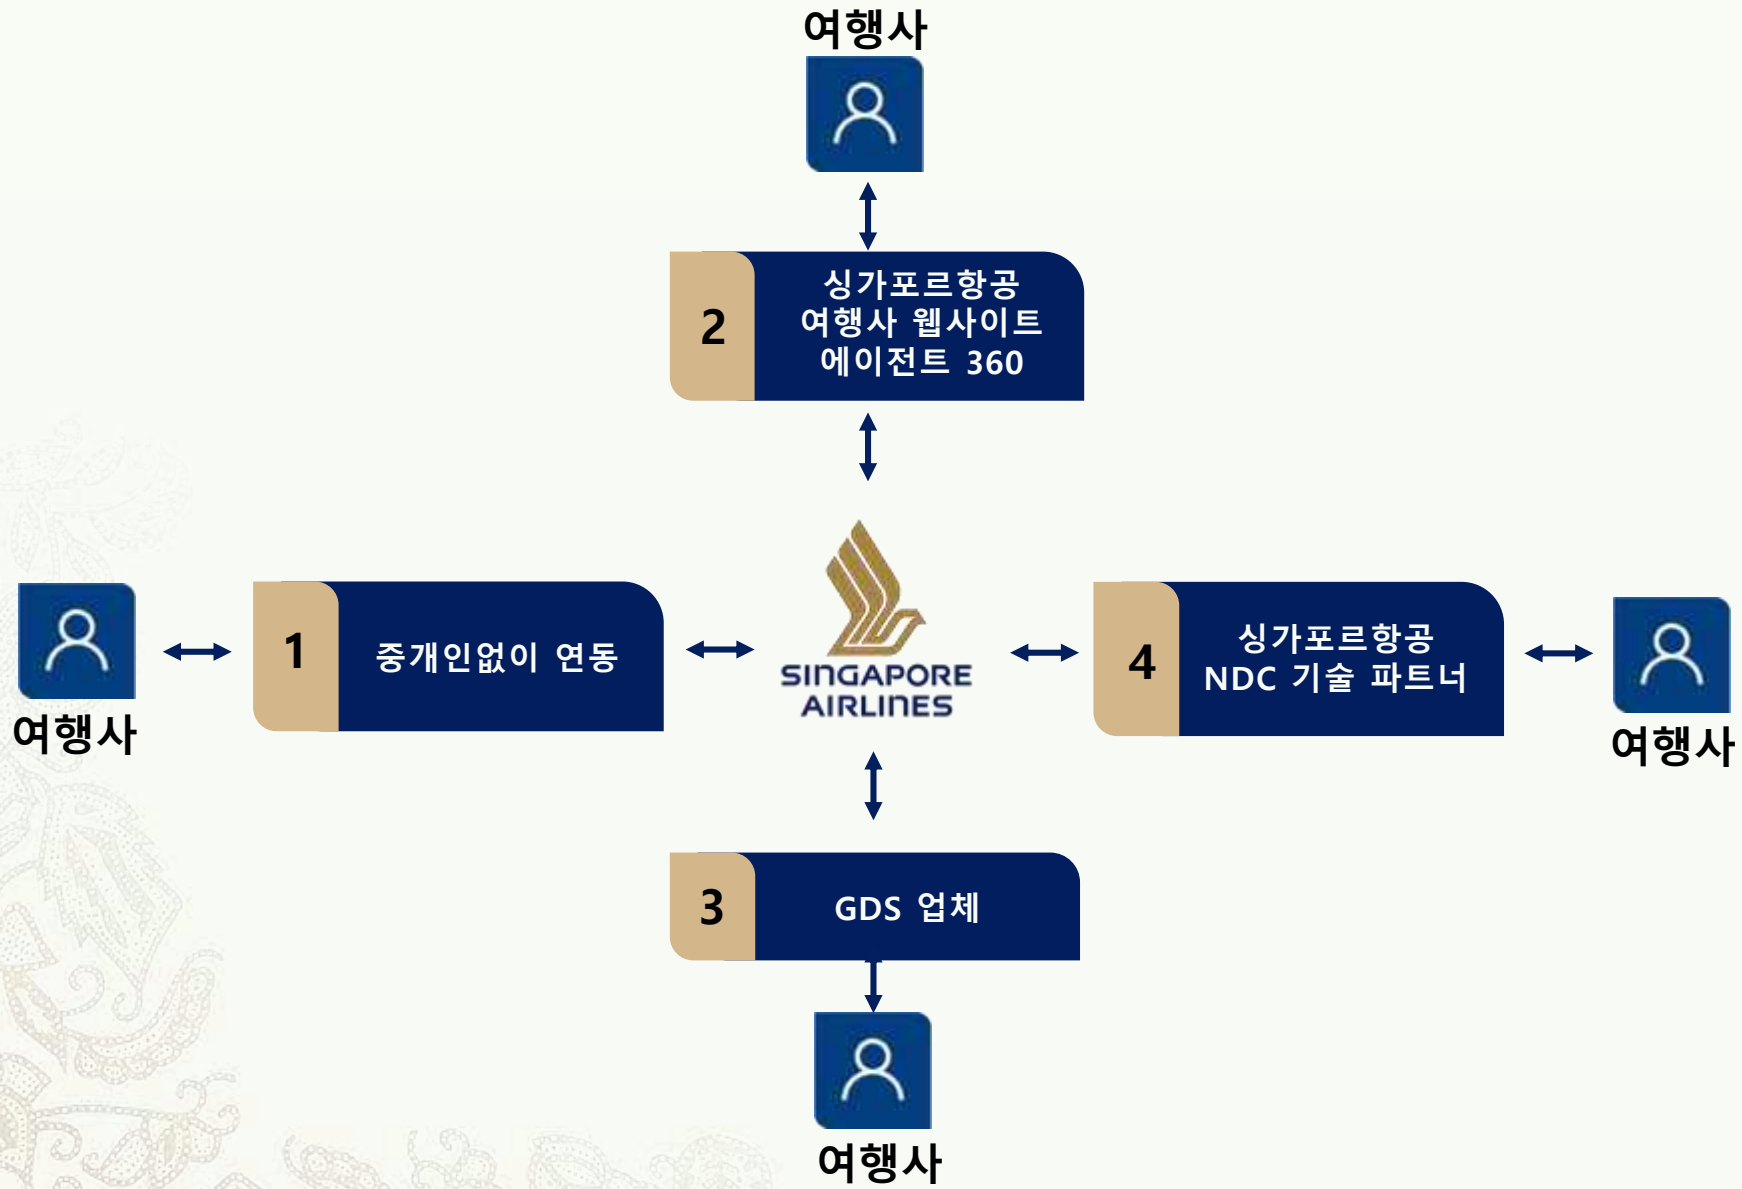 여행사
2
싱가포르항공
여행사 웹사이트
에이전트 360
1
중개인없이 연동
여행사
SINGAPORE
AIRLINES
4
싱가포르항공
NDC 기술 파트너
여행사
3
GDS 업체
여행사